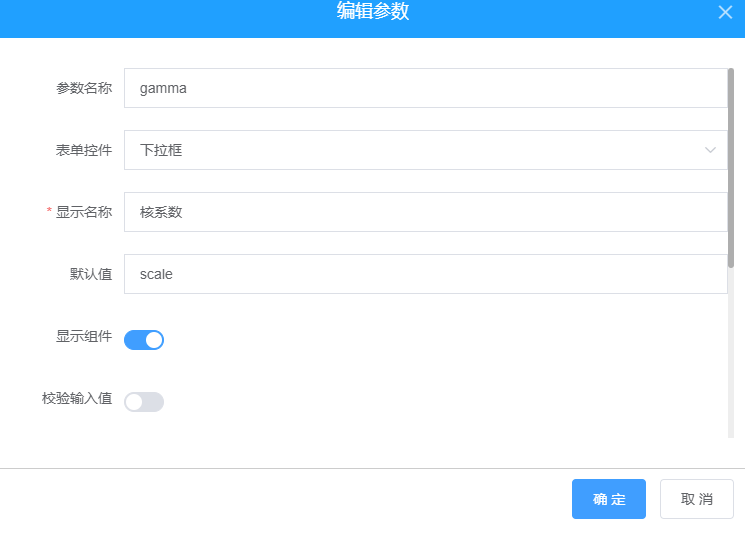 编辑参数
参数名称 gamma
表单控件 下拉框
* 显示名称 核系数
默认值 scale
显示组件
校验输入值
确定 取消